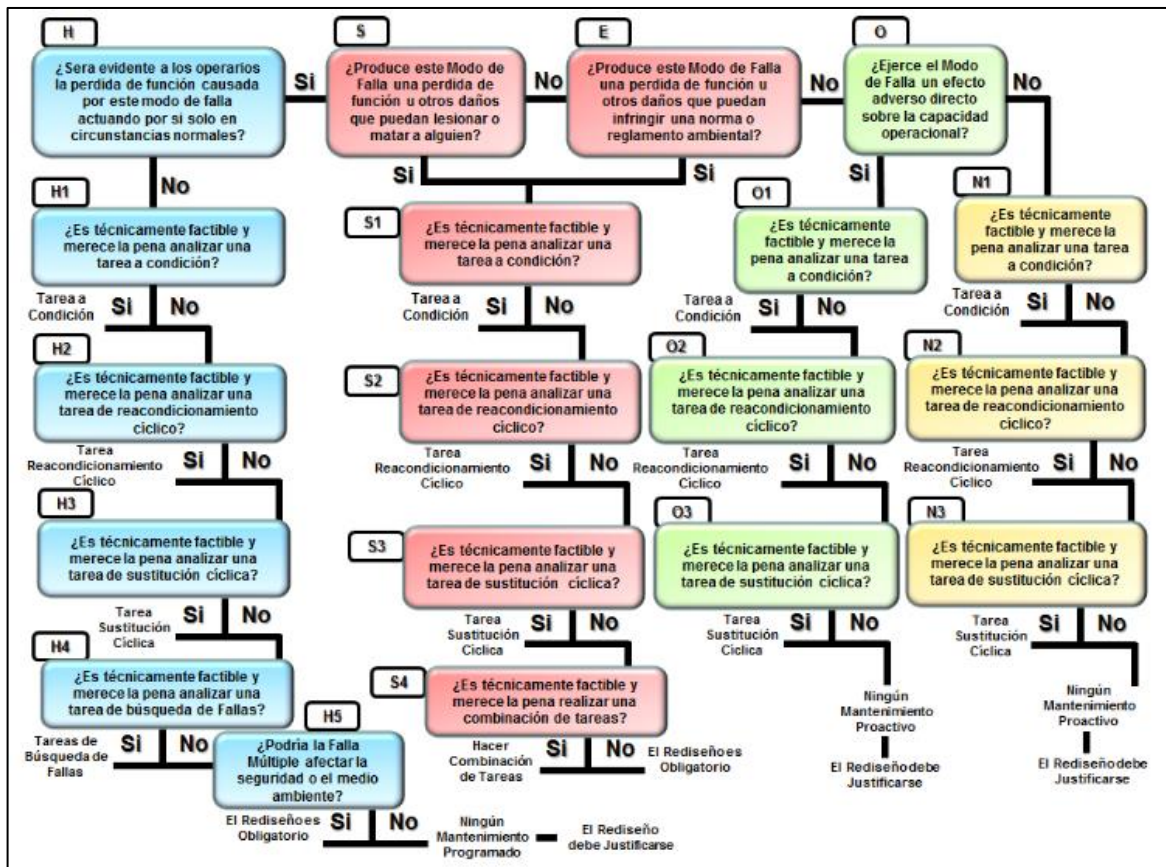 H
¿Sera evidente a los operarios
la perdida de función causada
por este modo de falla
actuando por si solo en
circunstancias normales?
Si
S
¿Produce este Modo de
Falla una perdida de
función u otros daños
que puedan lesionar o
matar a alguien?
No
E
¿Produce este Modo de Falla
una perdida de función u
otros daños que puedan
infringir una norma o
reglamento ambiental?
No
O
¿Ejerce el Modo
de Falla un efecto
adverso directo
sobre la capacidad
operacional?
No
No
Si
Si
Si
H1
¿Es técnicamente factible y
merece la pena analizar una
tarea a condición?
Tarea a
Condición
Si
No
H2
¿Es técnicamente factible y
merece la pena analizar una
tarea de reacondicionamiento
cíclico?
Tarea
Reacondicionamiento
Cíclico
Si
No
H3
¿Es técnicamente factible y
merece la pena analizar una
tarea de sustitución cíclica?
Tarea
Sustitución
Cíclica
Si
No
H4
¿Es técnicamente factible y
merece la pena analizar una
tarea de búsqueda de Fallas?
Tareas de
Búsqueda de
Fallas
Si
No
H5
¿Podría la Falla
Múltiple afectar la
seguridad o el medio
ambiente?
El Rediseño es
Obligatorio
Si
No
Ningún
Mantenimiento
Programado
El Rediseño
debe Justificarse
S1
¿Es técnicamente factible y
merece la pena analizar una
tarea a condición?
Tarea a
Condición
Si
No
S2
¿Es técnicamente factible y
merece la pena analizar una
tarea de reacondicionamiento
cíclico?
Tarea
Reacondicionamiento
Cíclico
Si
No
S3
¿Es técnicamente factible y
merece la pena analizar una
tarea de sustitución cíclica?
Tarea
Sustitución
Cíclica
Si
No
S4
¿Es técnicamente factible y
merece la pena realizar una
combinación de tareas?
Hacer
Combinación
de Tareas
Si
No
El Rediseño es
Obligatorio
O1
¿Es técnicamente
factible y merece la
pena analizar una tarea
a condición?
Tarea a
Condición
Si
No
O2
¿Es técnicamente factible y
merece la pena analizar una
tarea de reacondicionamiento
cíclico?
Tarea
Reacondicionamiento
Cíclico
Si
No
O3
¿Es técnicamente factible y
merece la pena analizar una
tarea de sustitución cíclica?
Tarea
Sustitución
Cíclica
Si
No
Ningún
Mantenimiento
Proactivo
El Rediseño debe
Justificarse
N1
¿Es técnicamente
factible y merece la
pena analizar una tarea
a condición?
Tarea a
Condición
Si
No
N2
¿Es técnicamente factible y
merece la pena analizar una
tarea de reacondicionamiento
cíclico?
Tarea
Reacondicionamiento
Cíclico
Si
No
N3
¿Es técnicamente factible y
merece la pena analizar una
tarea de sustitución cíclica?
Tarea
Sustitución
Cíclica
Si
No
Ningún
Mantenimiento
Proactivo
El Rediseño debe
Justificarse